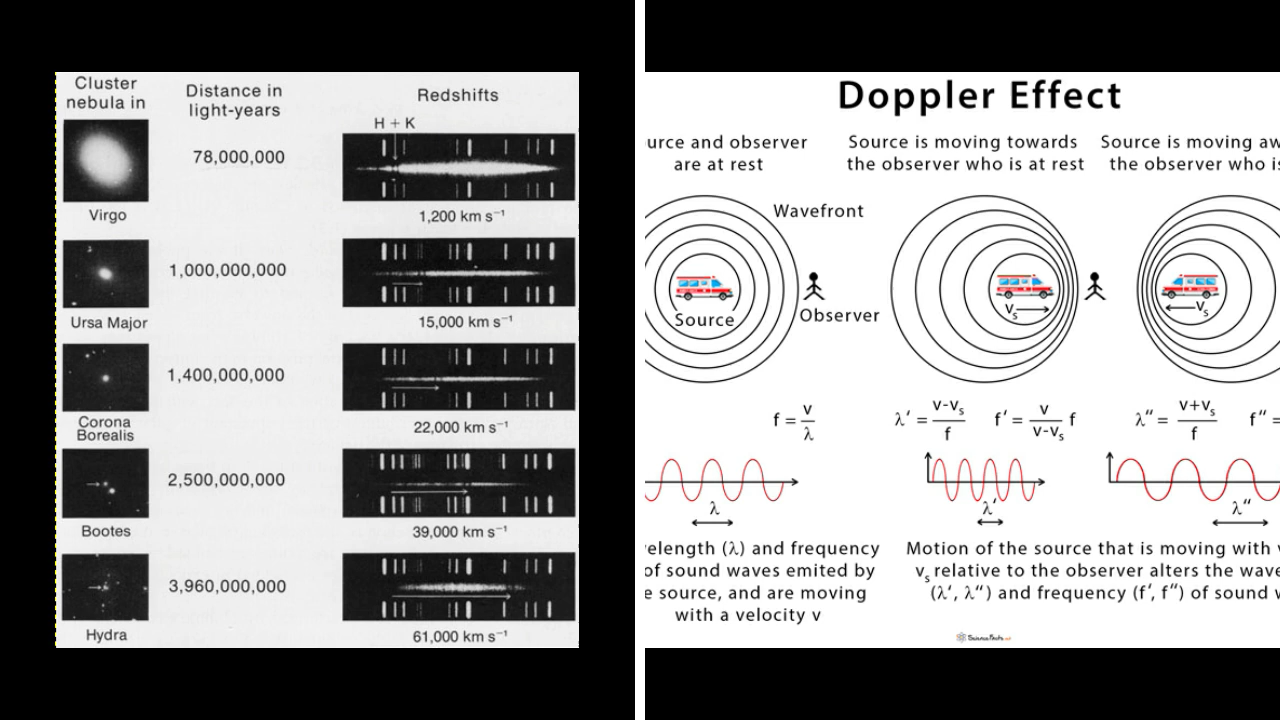 Cluster
nebula in
Distance in
light-years
Redshifts
H + K
78,000,000
Virgo
1,200 km s⁻¹
1,000,000,000
Ursa Major
15,000 km s⁻¹
1,400,000,000
Corona
Borealis
22,000 km s⁻¹
2,500,000,000
Bootes
39,000 km s⁻¹
3,960,000,000
Hydra
61,000 km s⁻¹
Doppler Effect
urce and observer
are at rest
Source is moving towards
the observer who is at rest
Source is moving aw
the observer who is
Wavefront
Source
Observer
vₛ
vₛ
f = v/λ
λ′ = v-vₛ/f
f′ = v/v-vₛ f
λ″ = v+vₛ/f
f″ =
λ
λ′
λ″
elength (λ) and frequency
of sound waves emited by
e source, and are moving
with a velocity v
Motion of the source that is moving with
vₛ relative to the observer alters the wave
(λ′, λ″) and frequency (f′, f″) of sound